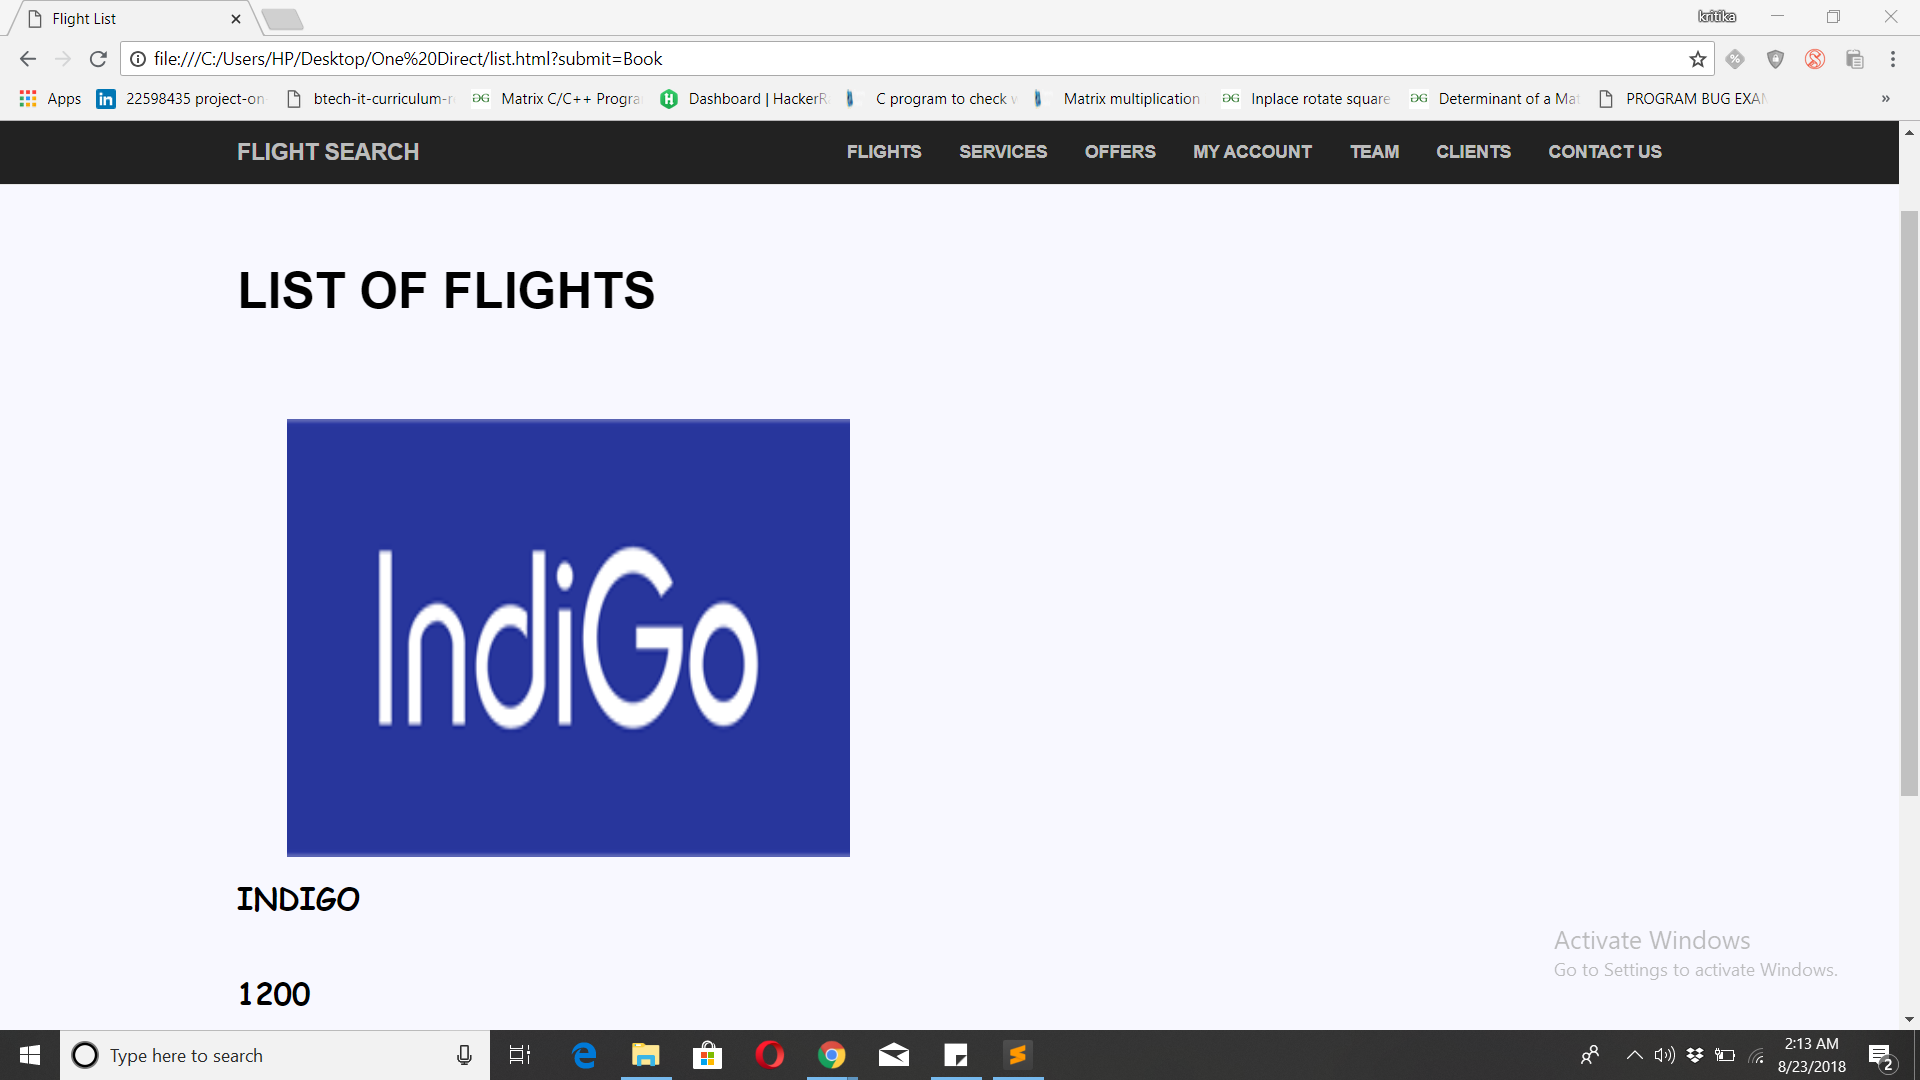 Flight List
kritika
file:///C:/Users/HP/Desktop/One%20Direct/list.html?submit=Book
Apps 22598435 project-on btech-it-curriculum-r Matrix C/C++ Progra Dashboard | HackerR C program to check Matrix multiplication Inplace rotate square Determinant of a Mat PROGRAM BUG EXAM »
FLIGHT SEARCH FLIGHTS SERVICES OFFERS MY ACCOUNT TEAM CLIENTS CONTACT US
LIST OF FLIGHTS
IndiGo
INDIGO
1200
Activate Windows
Go to Settings to activate Windows.
Type here to search
2:13 AM
8/23/2018
2